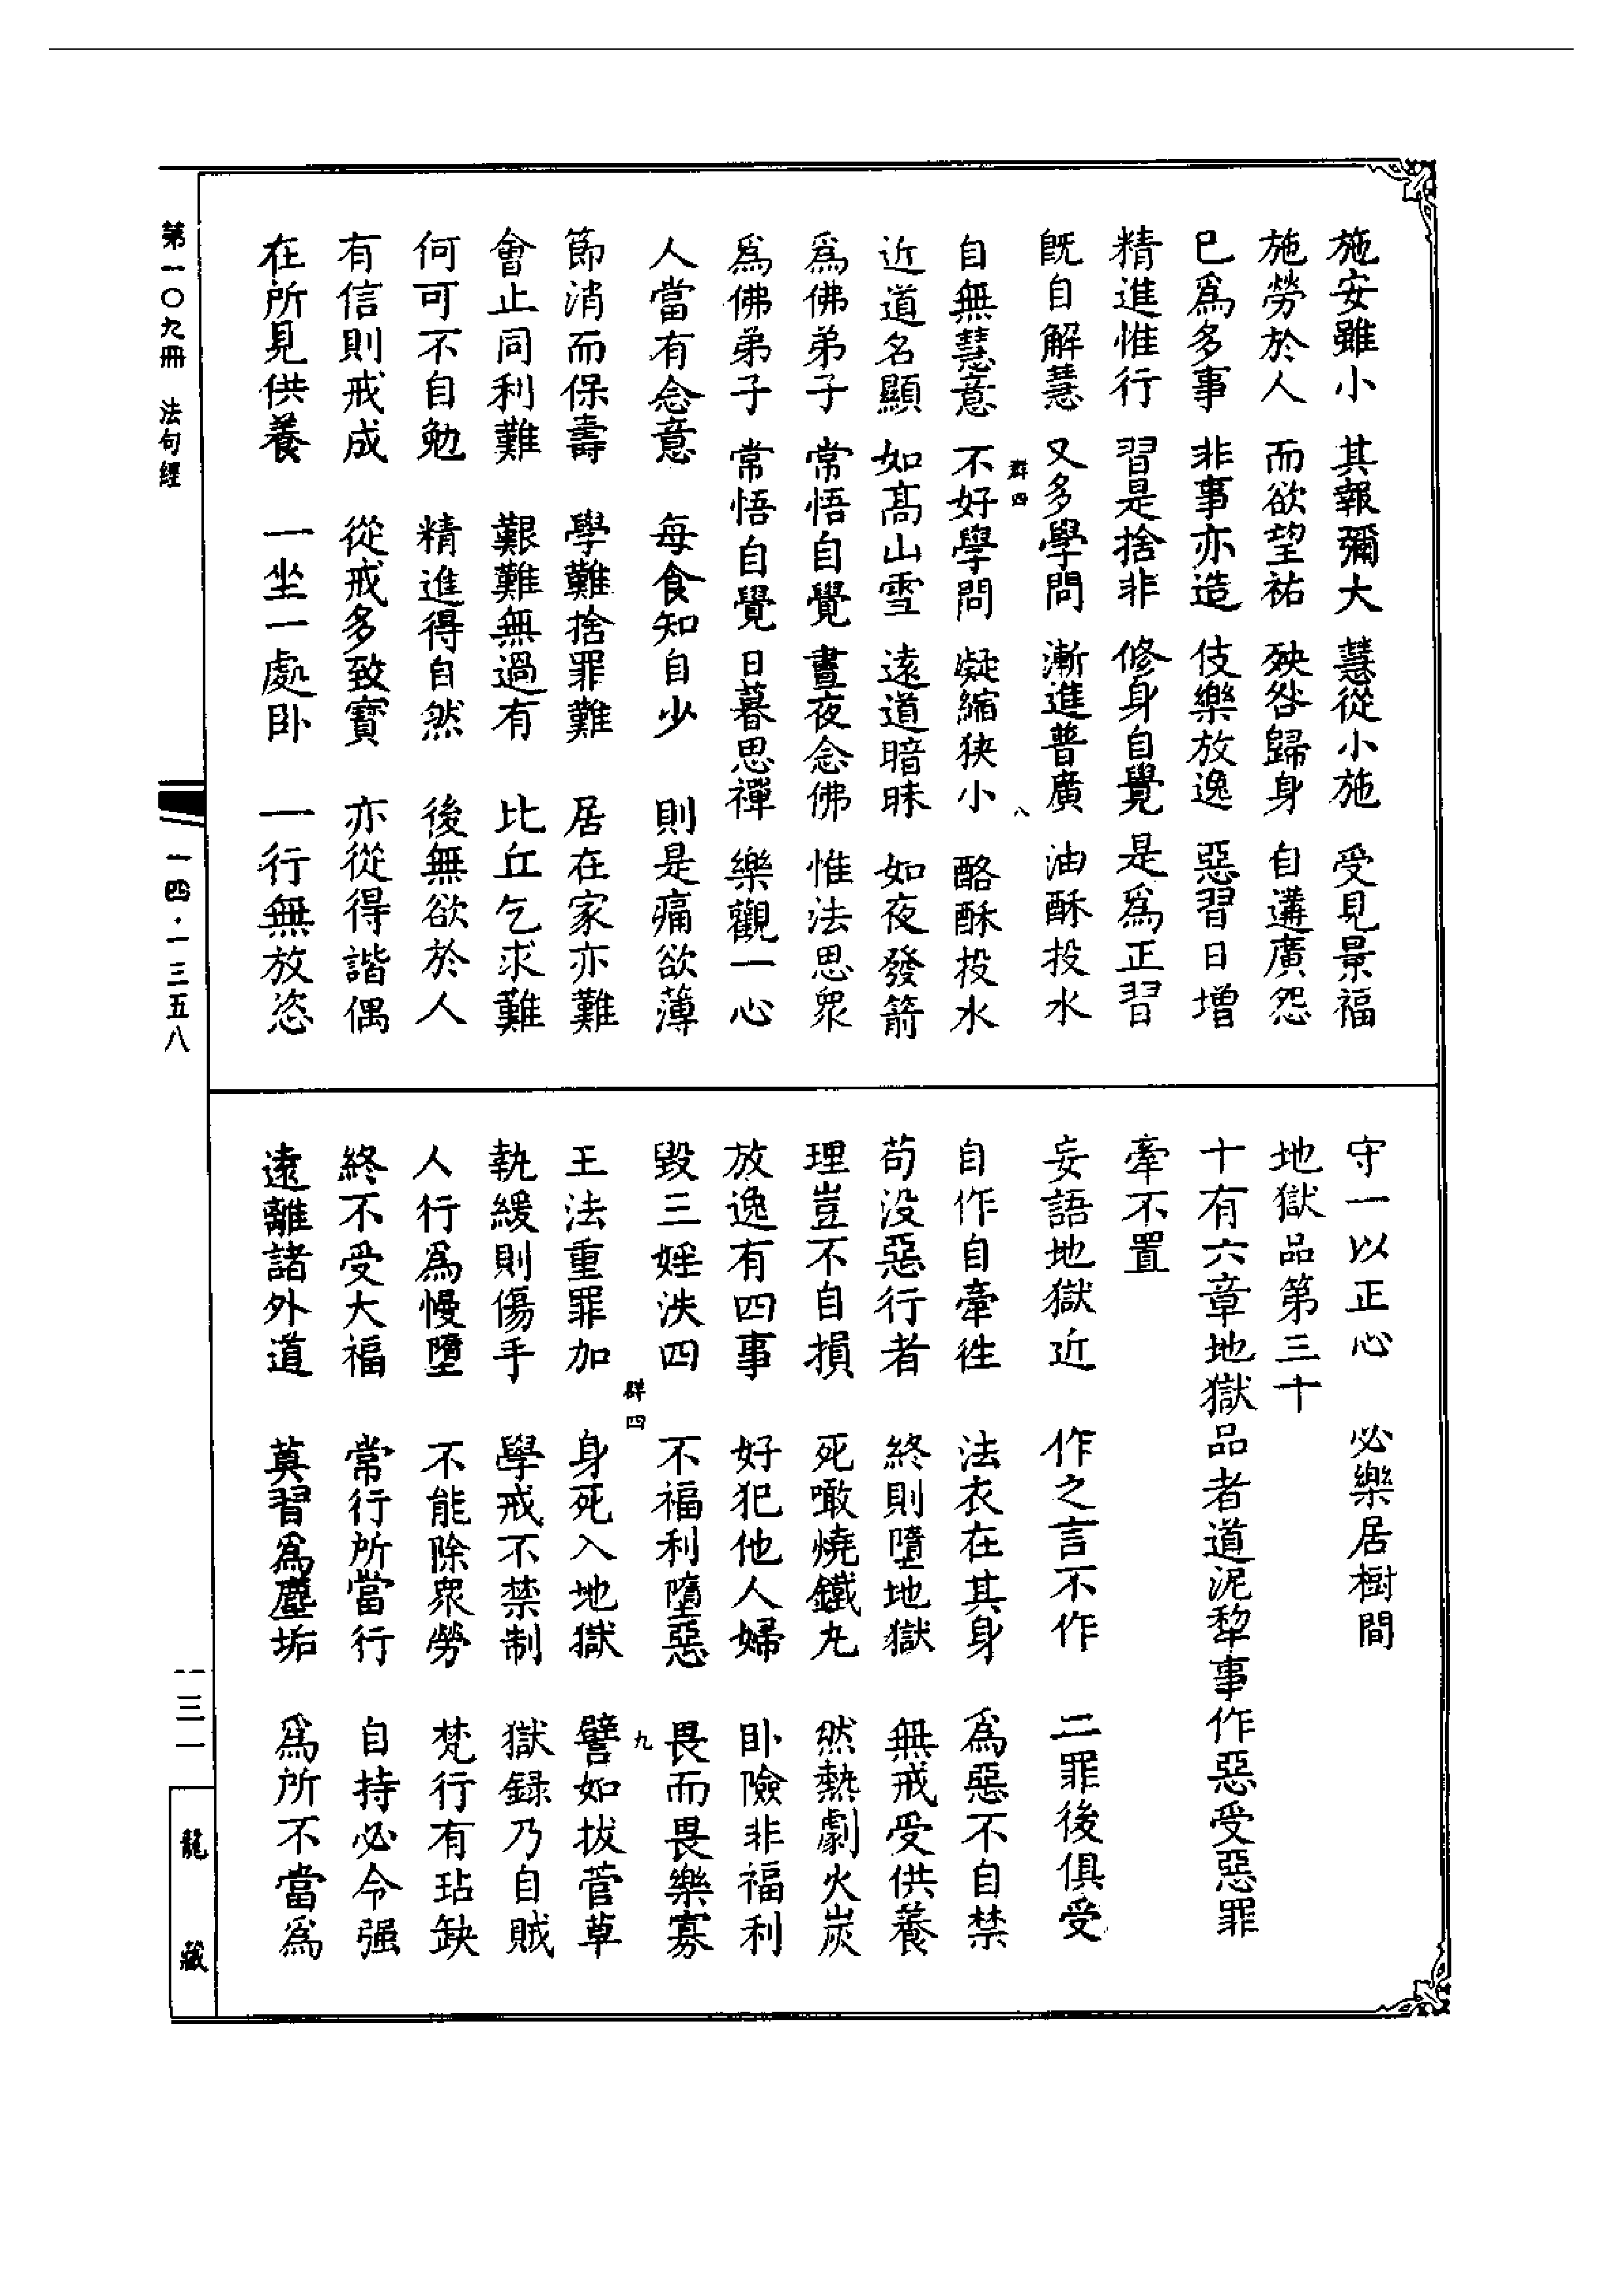 施安雖小　其報彌大　慧從小施　受見景福
施勞於人　而欲望祐　殃咎歸身　自遘廣怨
已爲多事　非事亦造　伎樂放逸　惡習日增
精進惟行　習是捨非　修身自覺　是爲正習
旣自解慧　又多學問　漸進普廣　油酥投水
群四　八
自無慧意　不好學問　凝縮狹小　酪酥投水
近道名顯　如高山雪　遠道暗昧　如夜發箭
爲佛弟子　常悟自覺　晝夜念佛　惟法思衆
爲佛弟子　常悟自覺　日暮思禪　樂觀一心
人當有念意　每食知自少　則是痛欲薄
節消而保壽　學難捨罪難　居在家亦難
會止同利難　艱難無過有　比丘乞求難
何可不自勉　精進得自然　後無欲於人
有信則戒成　從戒多致寶　亦從得諧偶
在所見供養　一坐一處卧　一行無放恣
守一以正心　必樂居樹間
地獄品第三十
十有六章地獄品者道泥犂事作惡受惡罪
牽不置
妄語地獄近　作之言不作　二罪後俱受
自作自牽往　法衣在其身　爲惡不自禁
苟没惡行者　終則墮地獄　無戒受供養
理豈不自損　死噉燒鐵丸　然熱劇火炭
放逸有四事　好犯他人婦　卧險非福利
毀三婬泆四　不福利墮惡　畏而畏樂寡
群四　九
王法重罪加　身死入地獄　譬如拔菅草
執緩則傷手　學戒不禁制　獄録乃自賊
人行爲慢墮　不能除衆勞　梵行有玷缺
終不受大福　常行所當行　自持必令强
遠離諸外道　莫習爲塵垢　爲所不當爲
第一〇九冊　法句經
一四·一三五八
三一
龍藏